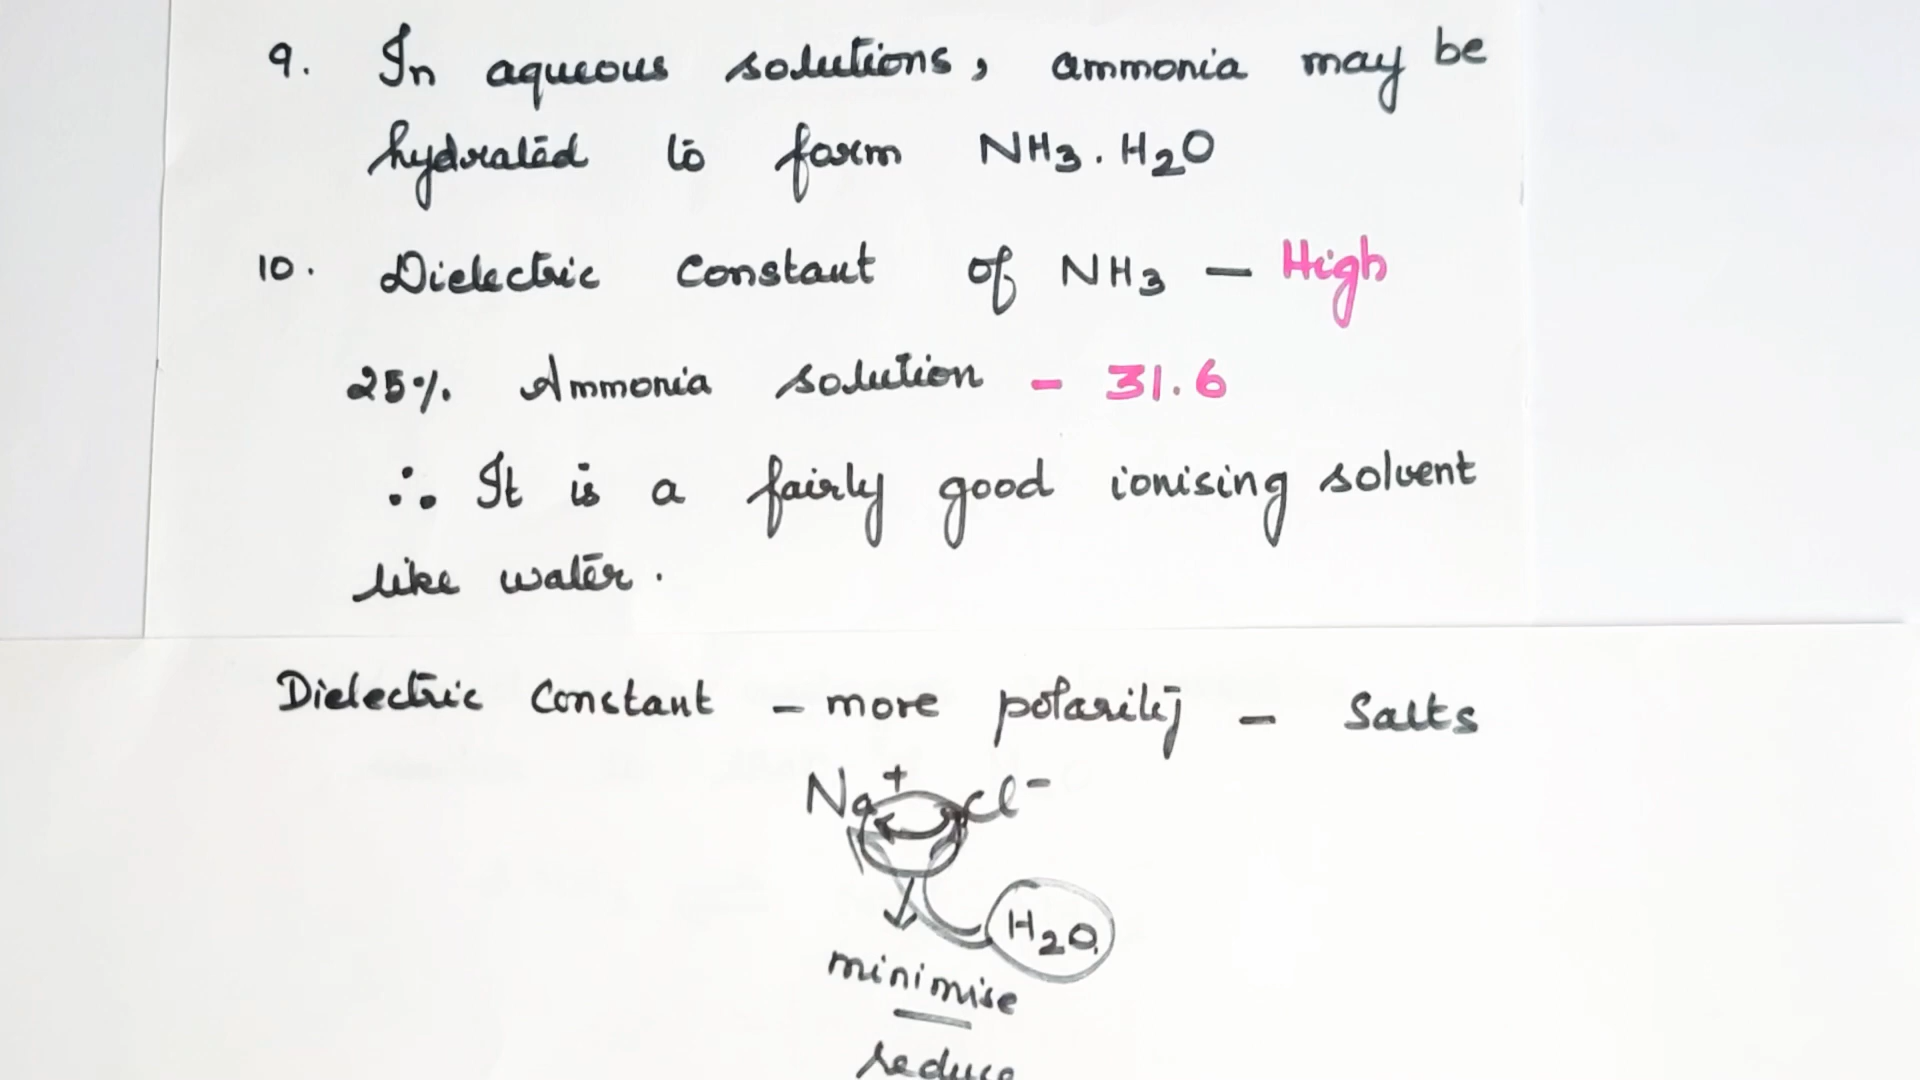 9. In aqueous solutions, ammonia may be
hydrated to form NH3.H2O
10. Dielectric constant of NH3 – High
25% Ammonia solution - 31.6
∴ It is a fairly good ionising solvent
like water.
Dielectric constant – more polarity – Salts
Na+ Cl-
H2O
minimise
reduce